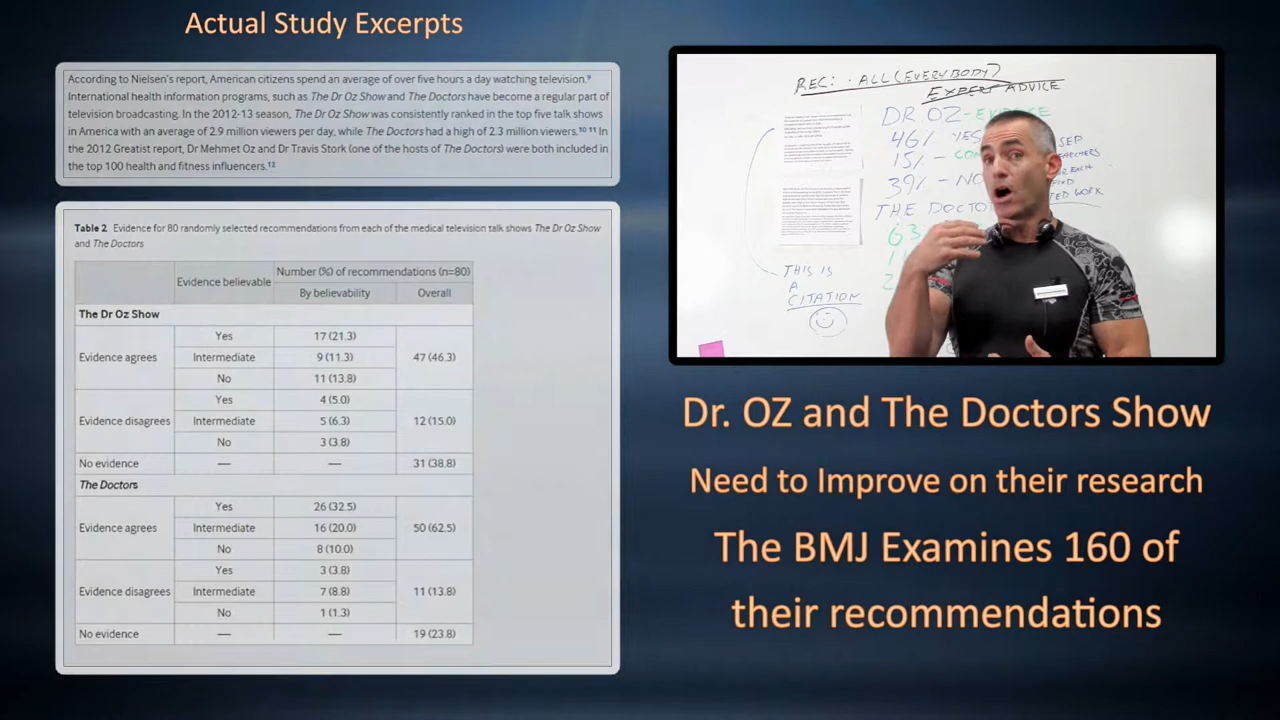 Actual Study Excerpts
According to Nielsen's report, American citizens spend an average of over five hours a day watching television.⁹
International health information programs, such as The Dr Oz Show and The Doctors have become a regular part of
television broadcasting. In the 2012-13 season, The Dr Oz Show was consistently ranked in the top five talk shows
in America with an average of 2.9 million viewers per day, while The Doctors had a high of 2.3 million viewers.¹⁰ ¹¹ In
the Greatist report, Dr Mehmet Oz and Dr Travis Stork (one of the hosts of The Doctors) were both included in
the top health and fitness influencers.¹²
Table 2 Evidence for 80 randomly selected recommendations from each of the medical television talk shows The Dr Oz Show
and The Doctors
Evidence believable Number (%) of recommendations (n=80)
By believability Overall
The Dr Oz Show
Evidence agrees Yes 17 (21.3) 47 (46.3)
Intermediate 9 (11.3)
No 11 (13.8)
Evidence disagrees Yes 4 (5.0) 12 (15.0)
Intermediate 5 (6.3)
No 3 (3.8)
No evidence — — 31 (38.8)
The Doctors
Evidence agrees Yes 26 (32.5) 50 (62.5)
Intermediate 16 (20.0)
No 8 (10.0)
Evidence disagrees Yes 3 (3.8) 11 (13.8)
Intermediate 7 (8.8)
No 1 (1.3)
No evidence — — 19 (23.8)
REC: . ALL (EVERYBODY)
EXPERT ADVICE
DR OZ - EVIDENCE
46% YES
15% -
39% - NO
THE DOCTOR
THIS IS
A
CITATION
Dr. OZ and The Doctors Show
Need to Improve on their research
The BMJ Examines 160 of
their recommendations